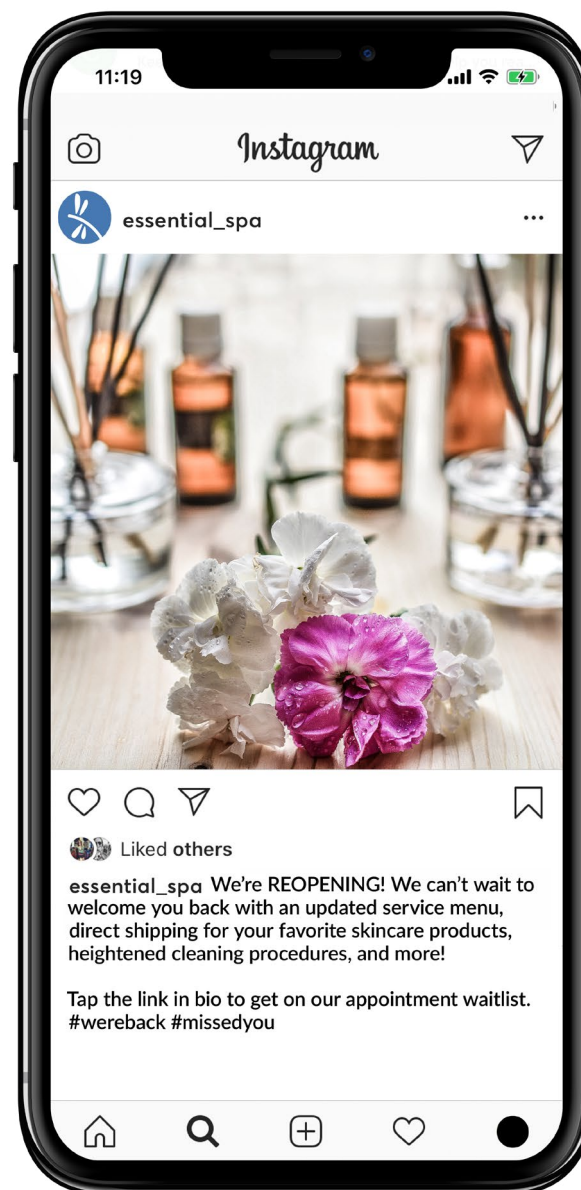 11:19
Instagram
essential_spa
Liked others
essential_spa We're REOPENING! We can't wait to
welcome you back with an updated service menu,
direct shipping for your favorite skincare products,
heightened cleaning procedures, and more!
Tap the link in bio to get on our appointment waitlist.
#wereback #missedyou